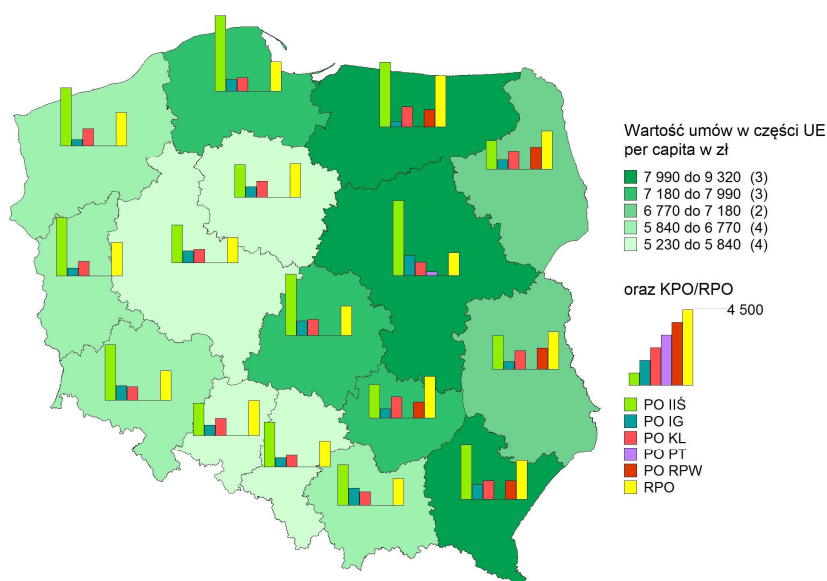 Wartość umów w części UE
per capita w zł
7 990 do 9 320 (3)
7 180 do 7 990 (3)
6 770 do 7 180 (2)
5 840 do 6 770 (4)
5 230 do 5 840 (4)
oraz KPO/RPO
4 500
PO IIŚ
PO IG
PO KL
PO PT
PO RPW
RPO